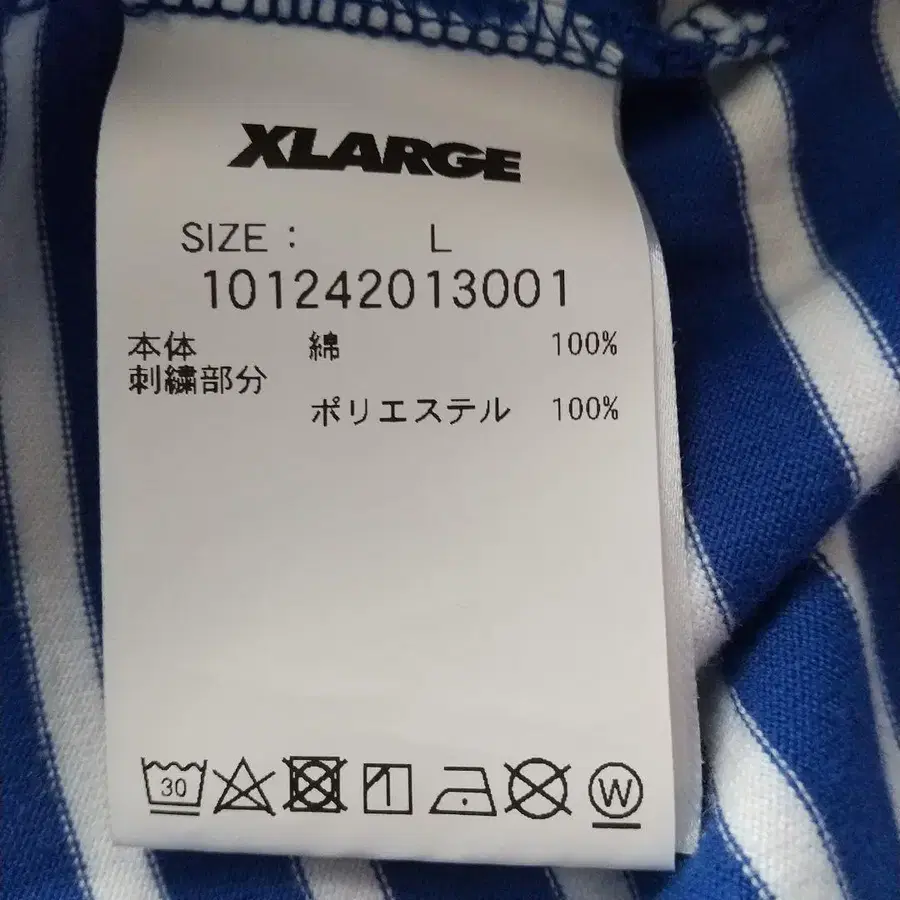 XLARGE
SIZE : L
101242013001
本体 綿 100%
刺繍部分
ポリエステル 100%
30
W